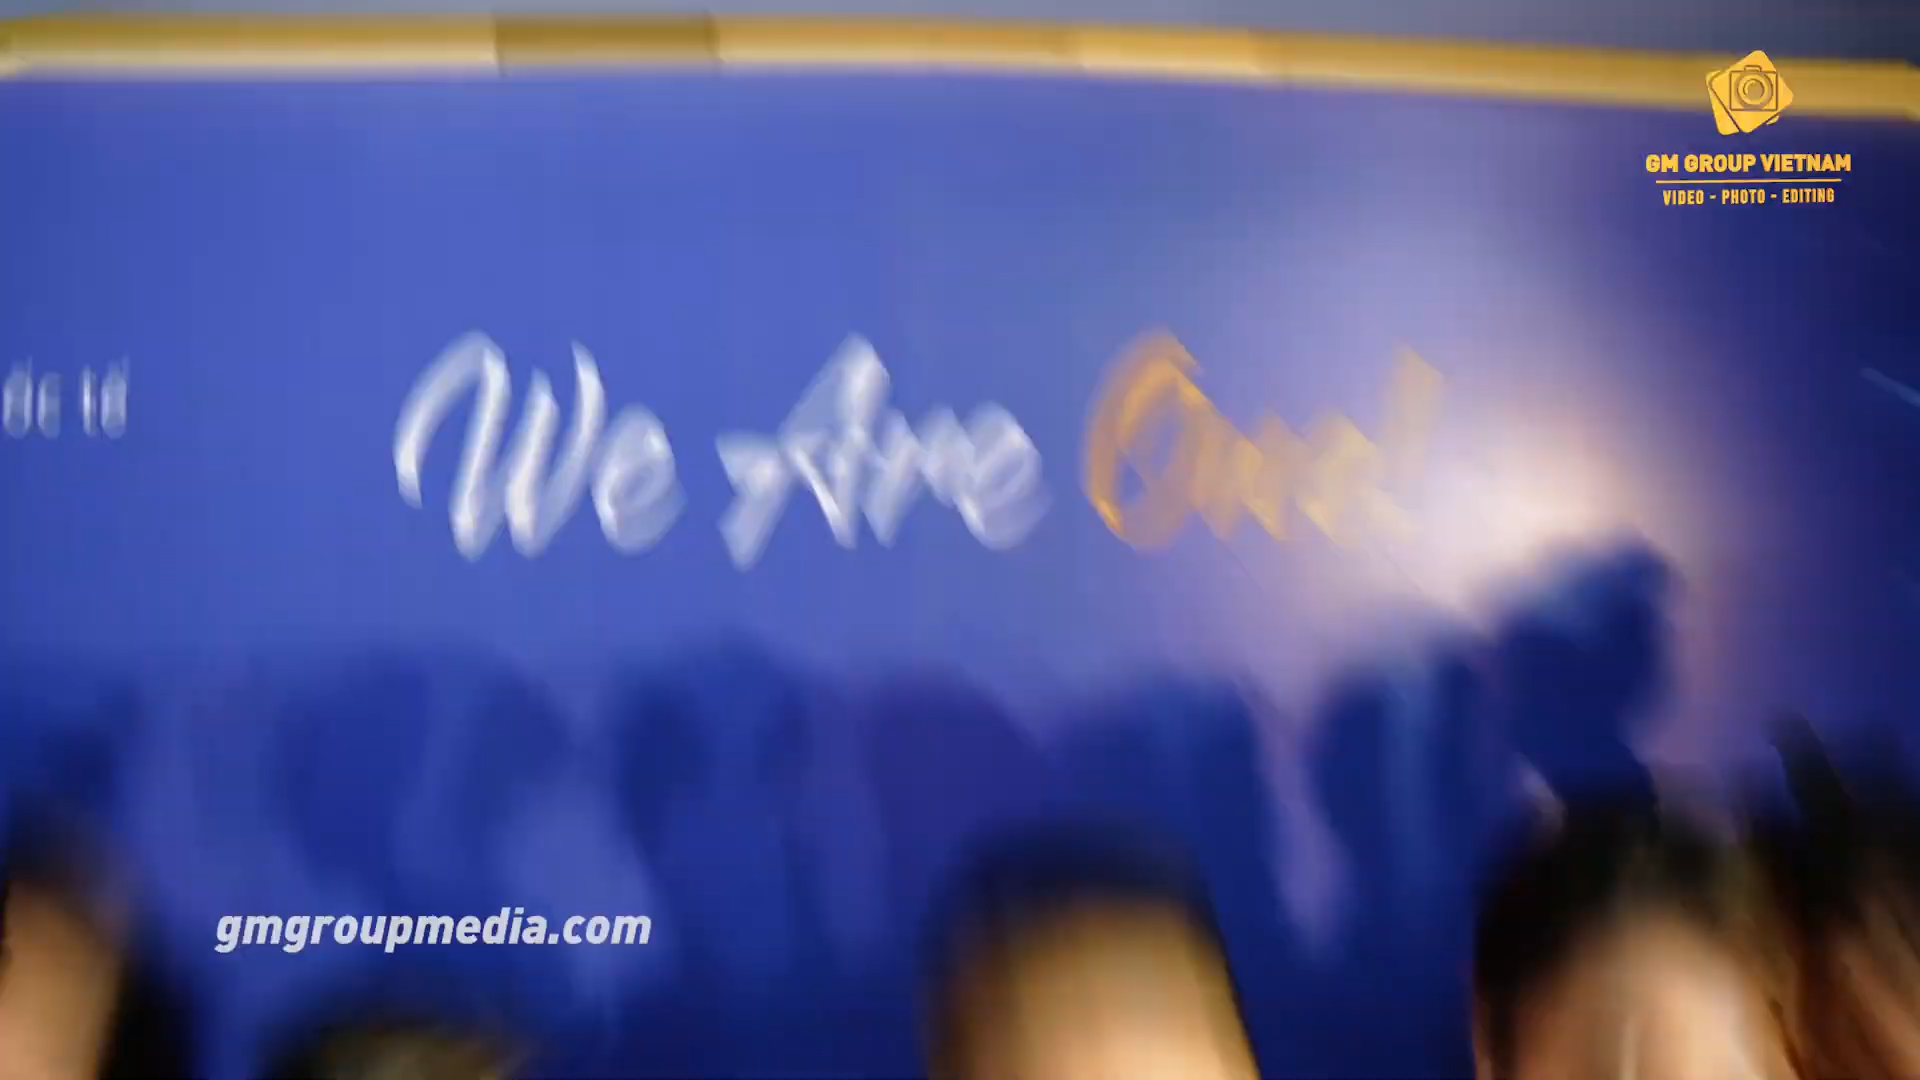 GM GROUP VIETNAM
VIDEO - PHOTO - EDITING
We Are
gmgroupmedia.com